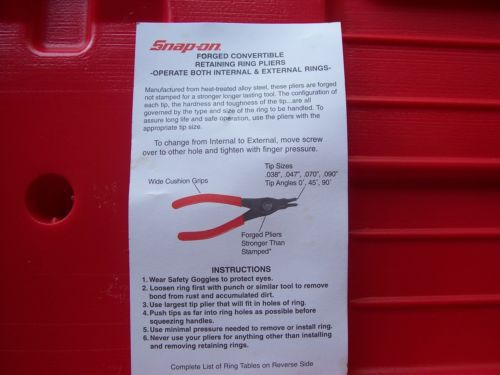 Snap-on
FORGED CONVERTIBLE
RETAINING RING PLIERS
-OPERATE BOTH INTERNAL & EXTERNAL RINGS-
Manufactured from heat-treated alloy steel, these pliers are forged
not stamped for a stronger longer lasting tool. The configuration of
each tip, the hardness and toughness of the tip...are all
governed by the type and size of the ring to be handled. To
assure long life and safe operation, use the pliers with the
appropriate tip size.
To change from Internal to External, move screw
over to other hole and tighten with finger pressure.
Tip Sizes
.038", .047", .070", .090"
Tip Angles 0°, 45°, 90°
Wide Cushion Grips
Forged Pliers
Stronger Than
Stamped"
INSTRUCTIONS
1. Wear Safety Goggles to protect eyes.
2. Loosen ring first with punch or similar tool to remove
bond from rust and accumulated dirt.
3. Use largest tip plier that will fit in holes of ring.
4. Push tips as far into ring holes as possible before
squeezing handles.
5. Use minimal pressure needed to remove or install ring.
6. Never use your pliers for anything other than installing
and removing retaining rings.
Complete List of Ring Tables on Reverse Side